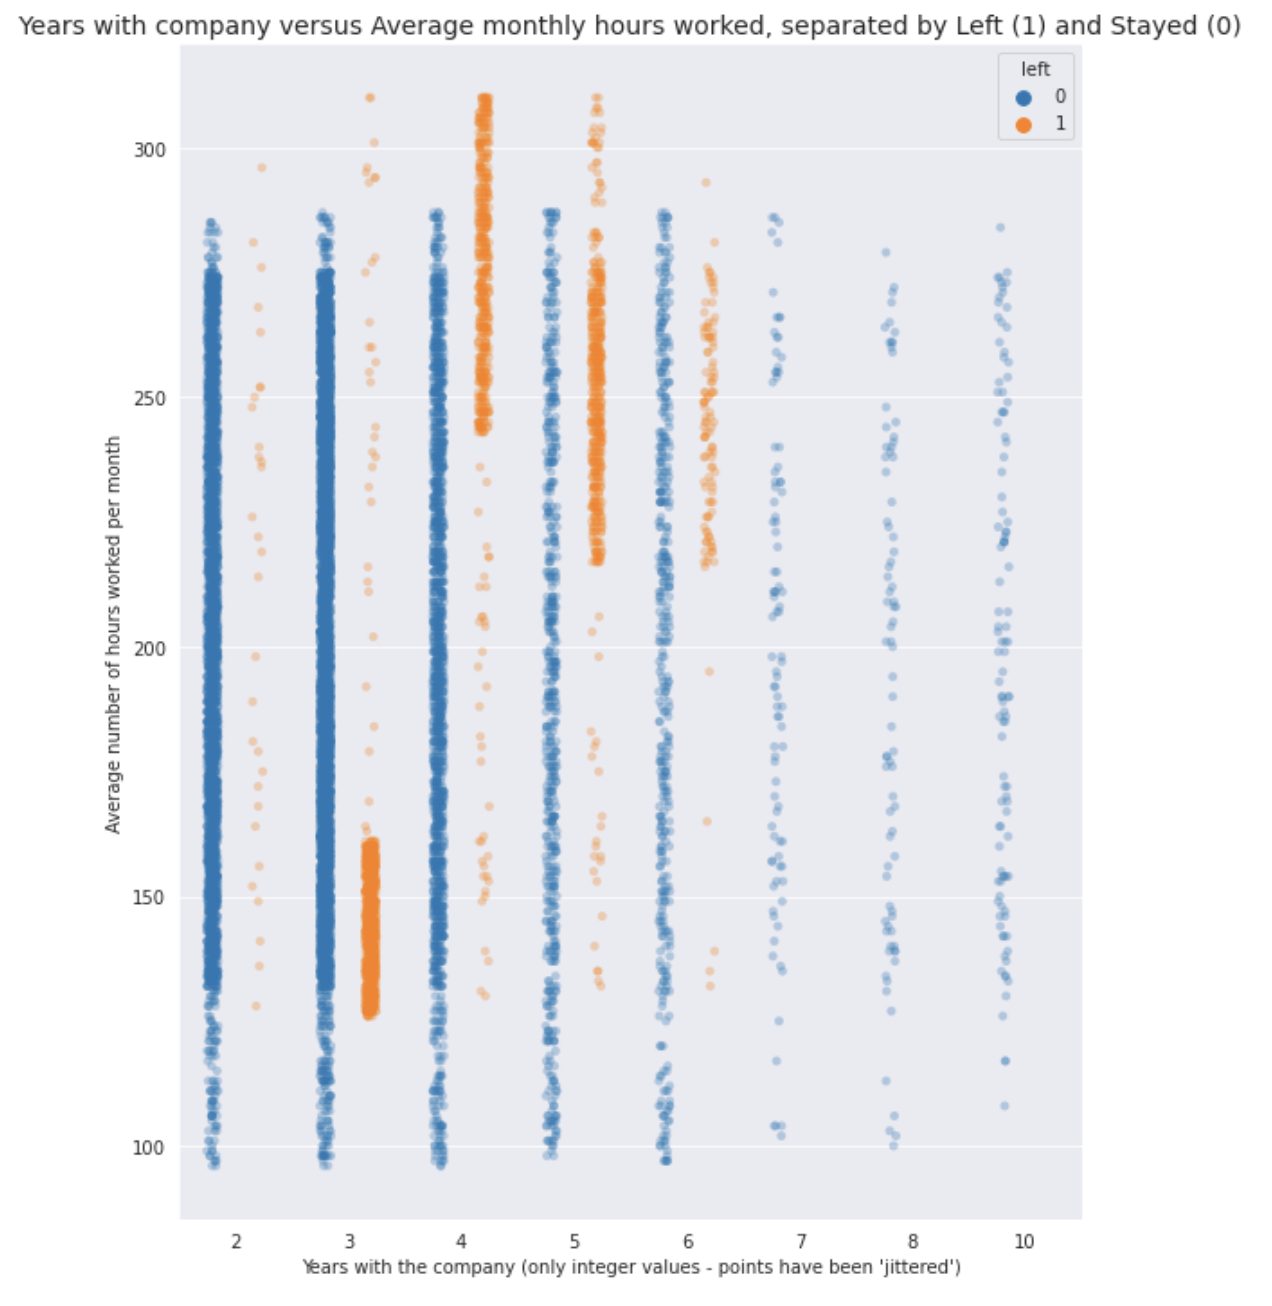 Years with company versus Average monthly hours worked, separated by Left (1) and Stayed (0)
left
0
1
300
250
200
150
100
Average number of hours worked per month
2 3 4 5 6 7 8 10
Years with the company (only integer values - points have been 'jittered')